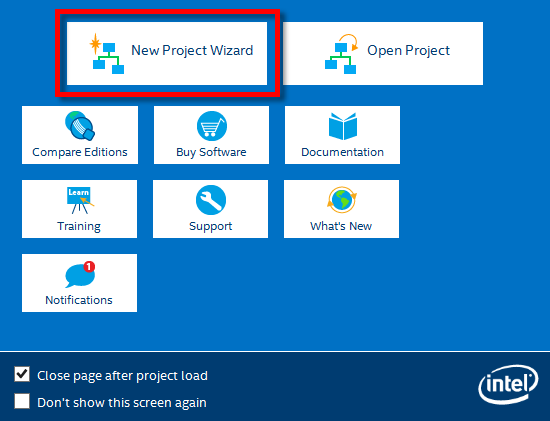 New Project Wizard
Open Project
Compare Editions
Buy Software
Documentation
Learn
Training
Support
What's New
1
Notifications
Close page after project load
Don't show this screen again
intel